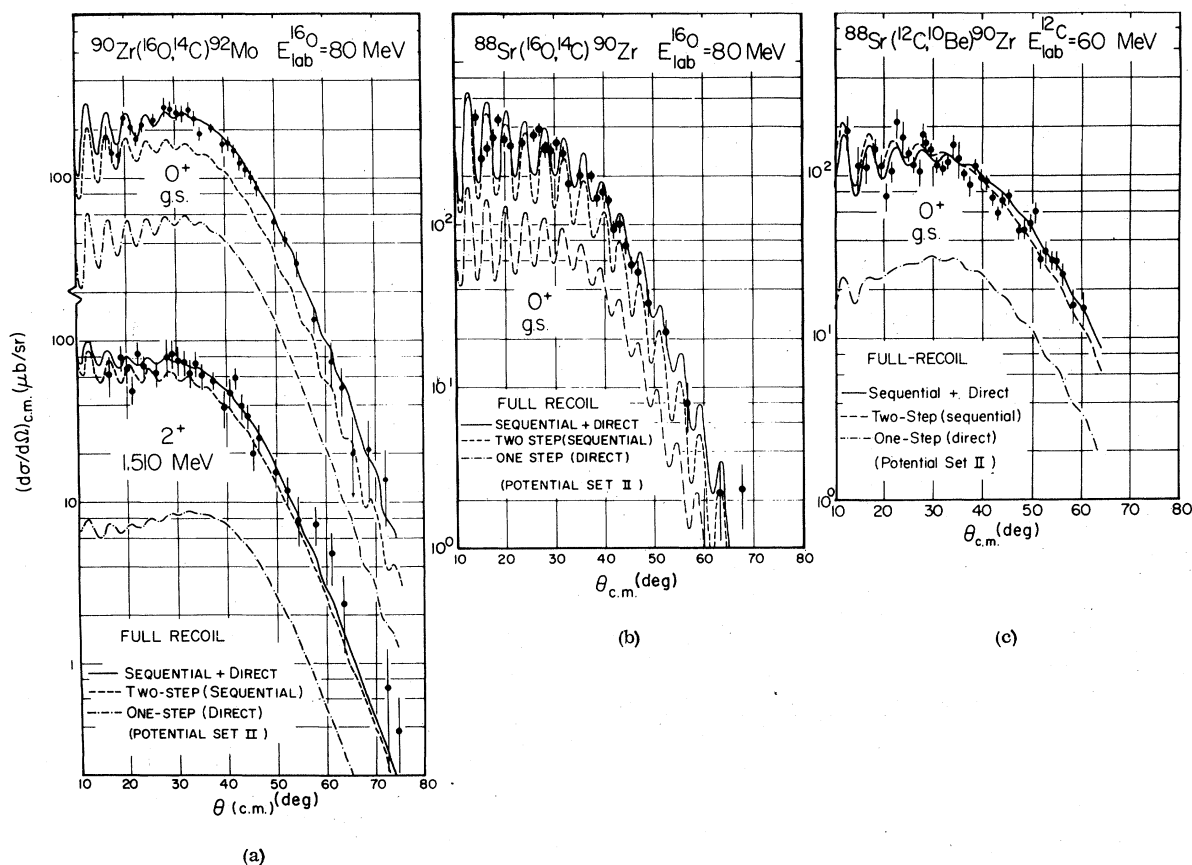 90Zr(16O,14C)92Mo E16O lab=80 MeV
(dσ/dΩ)c.m.(μb/sr)
100
0+
g.s.
100
2+
1.510 MeV
10
1
FULL RECOIL
SEQUENTIAL + DIRECT
TWO-STEP (SEQUENTIAL)
ONE-STEP (DIRECT)
(POTENTIAL SET II)
10 20 30 40 50 60 70 80
θ (c.m.) (deg)
(a)
88Sr(16O,14C)90Zr E16O lab=80 MeV
10²
0+
g.s.
10¹
FULL RECOIL
SEQUENTIAL + DIRECT
TWO STEP(SEQUENTIAL)
ONE STEP (DIRECT)
(POTENTIAL SET II)
10⁰
10 20 30 40 50 60 70 80
θc.m.(deg)
(b)
88Sr(12C,10Be)90Zr E12C lab=60 MeV
10²
0+
g.s.
10¹
FULL-RECOIL
Sequential + Direct
Two-Step (sequential)
One-Step (direct)
(Potential Set II)
10⁰
10 20 30 40 50 60 70 80
θc.m.(deg)
(c)